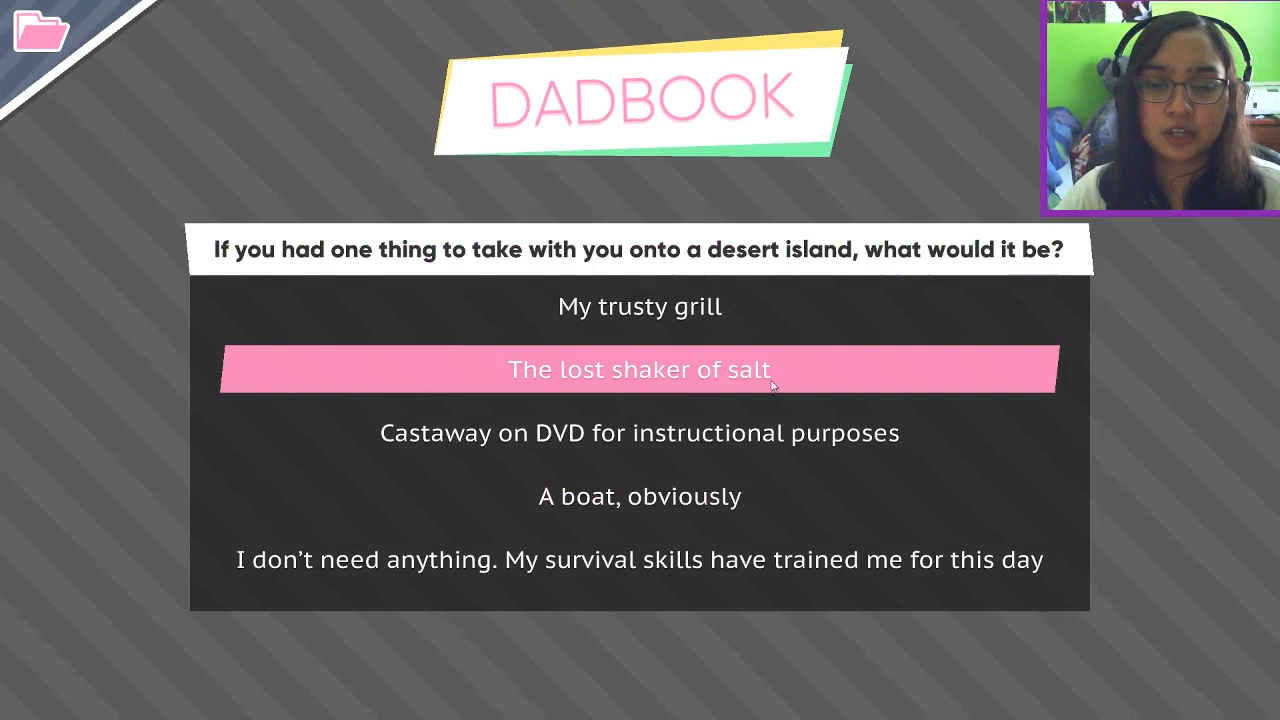 DADBOOK
If you had one thing to take with you onto a desert island, what would it be?
My trusty grill
The lost shaker of salt
Castaway on DVD for instructional purposes
A boat, obviously
I don’t need anything. My survival skills have trained me for this day